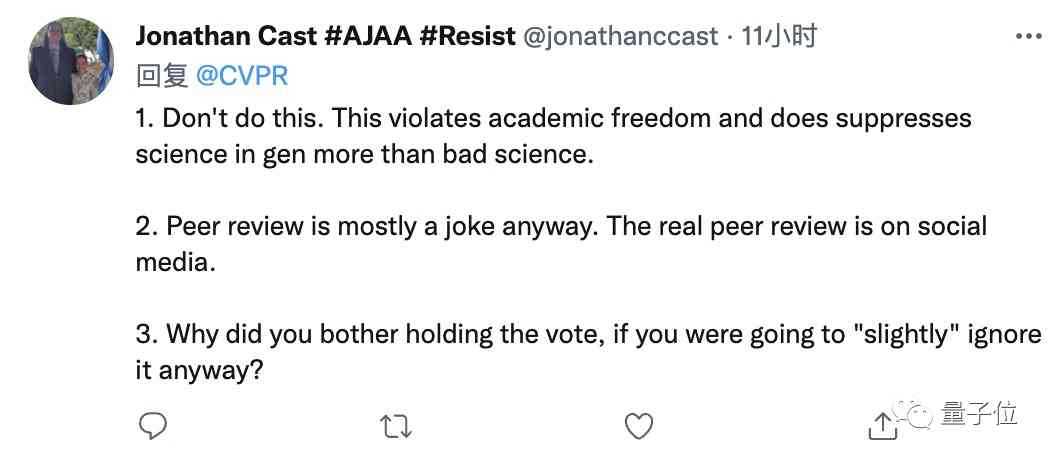 Jonathan Cast #AJAA #Resist @jonathanccast · 11小时
回复 @CVPR
1. Don't do this. This violates academic freedom and does suppresses
science in gen more than bad science.
2. Peer review is mostly a joke anyway. The real peer review is on social
media.
3. Why did you bother holding the vote, if you were going to "slightly" ignore
it anyway?
量子位